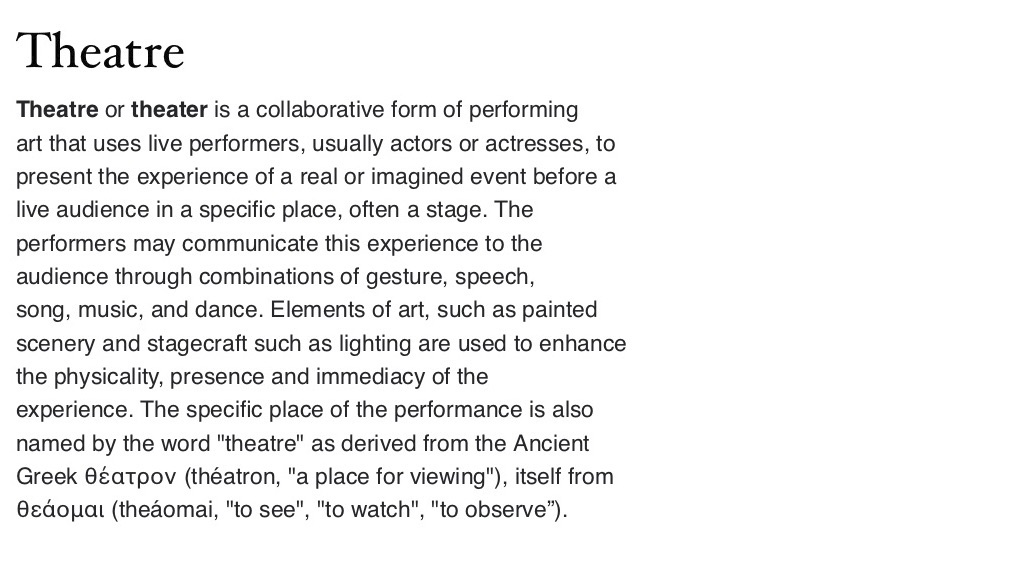 Theatre
Theatre or theater is a collaborative form of performing
art that uses live performers, usually actors or actresses, to
present the experience of a real or imagined event before a
live audience in a specific place, often a stage. The
performers may communicate this experience to the
audience through combinations of gesture, speech,
song, music, and dance. Elements of art, such as painted
scenery and stagecraft such as lighting are used to enhance
the physicality, presence and immediacy of the
experience. The specific place of the performance is also
named by the word "theatre" as derived from the Ancient
Greek θέατρον (théatron, "a place for viewing"), itself from
θεάομαι (theáomai, "to see", "to watch", "to observe”).